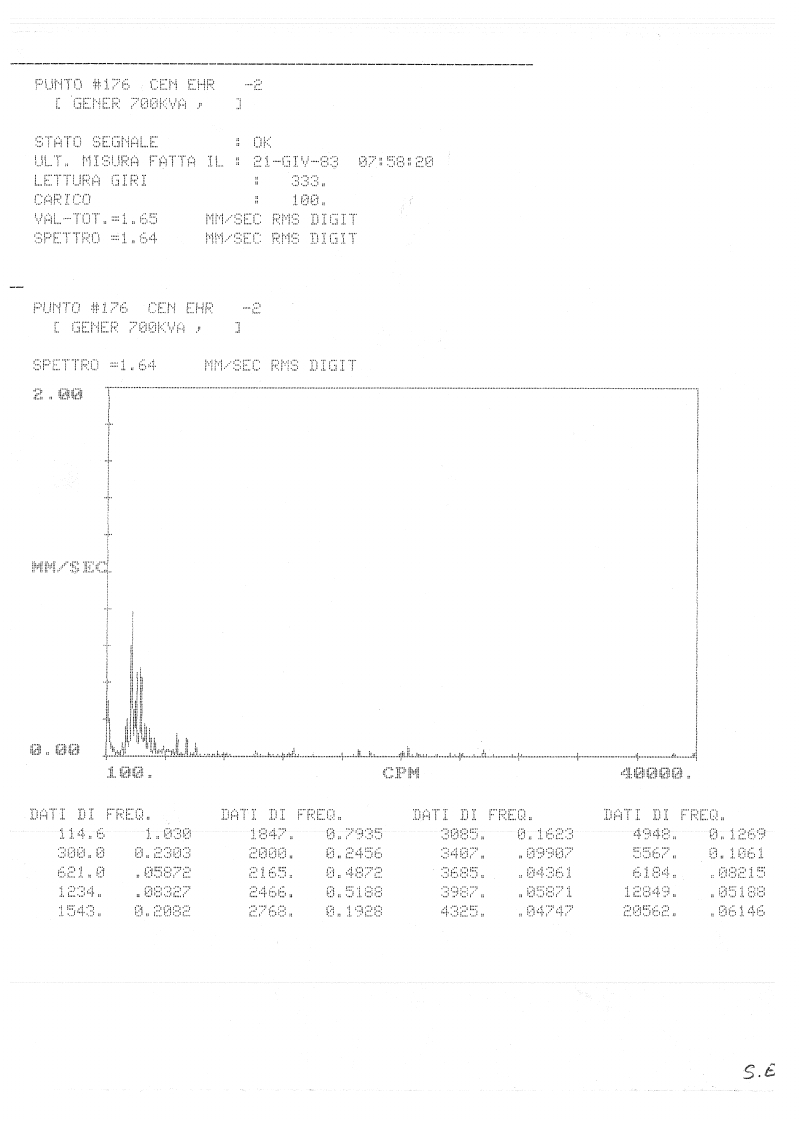 PUNTO #176 CEN EHR -2
[ GENER 700KVA , ]
STATO SEGNALE : OK
ULT. MISURA FATTA IL : 21-GIV-83 07:58:20
LETTURA GIRI : 333.
CARICO : 100.
VAL-TOT.=1.65 MM/SEC RMS DIGIT
SPETTRO =1.64 MM/SEC RMS DIGIT
PUNTO #176 CEN EHR -2
[ GENER 700KVA , ]
SPETTRO =1.64 MM/SEC RMS DIGIT
2.00
MM/SEC
0.00
100. CPM 40000.
DATI DI FREQ. DATI DI FREQ. DATI DI FREQ. DATI DI FREQ.
114.6 1.030 1847. 0.7935 3085. 0.1623 4948. 0.1269
300.0 0.2303 2000. 0.2456 3407. .09907 5567. 0.1061
621.0 .05872 2165. 0.4872 3685. .04361 6184. .08215
1234. .08327 2466. 0.5188 3987. .05871 12849. .05188
1543. 0.2082 2768. 0.1928 4325. .04747 20562. .06146
S.E